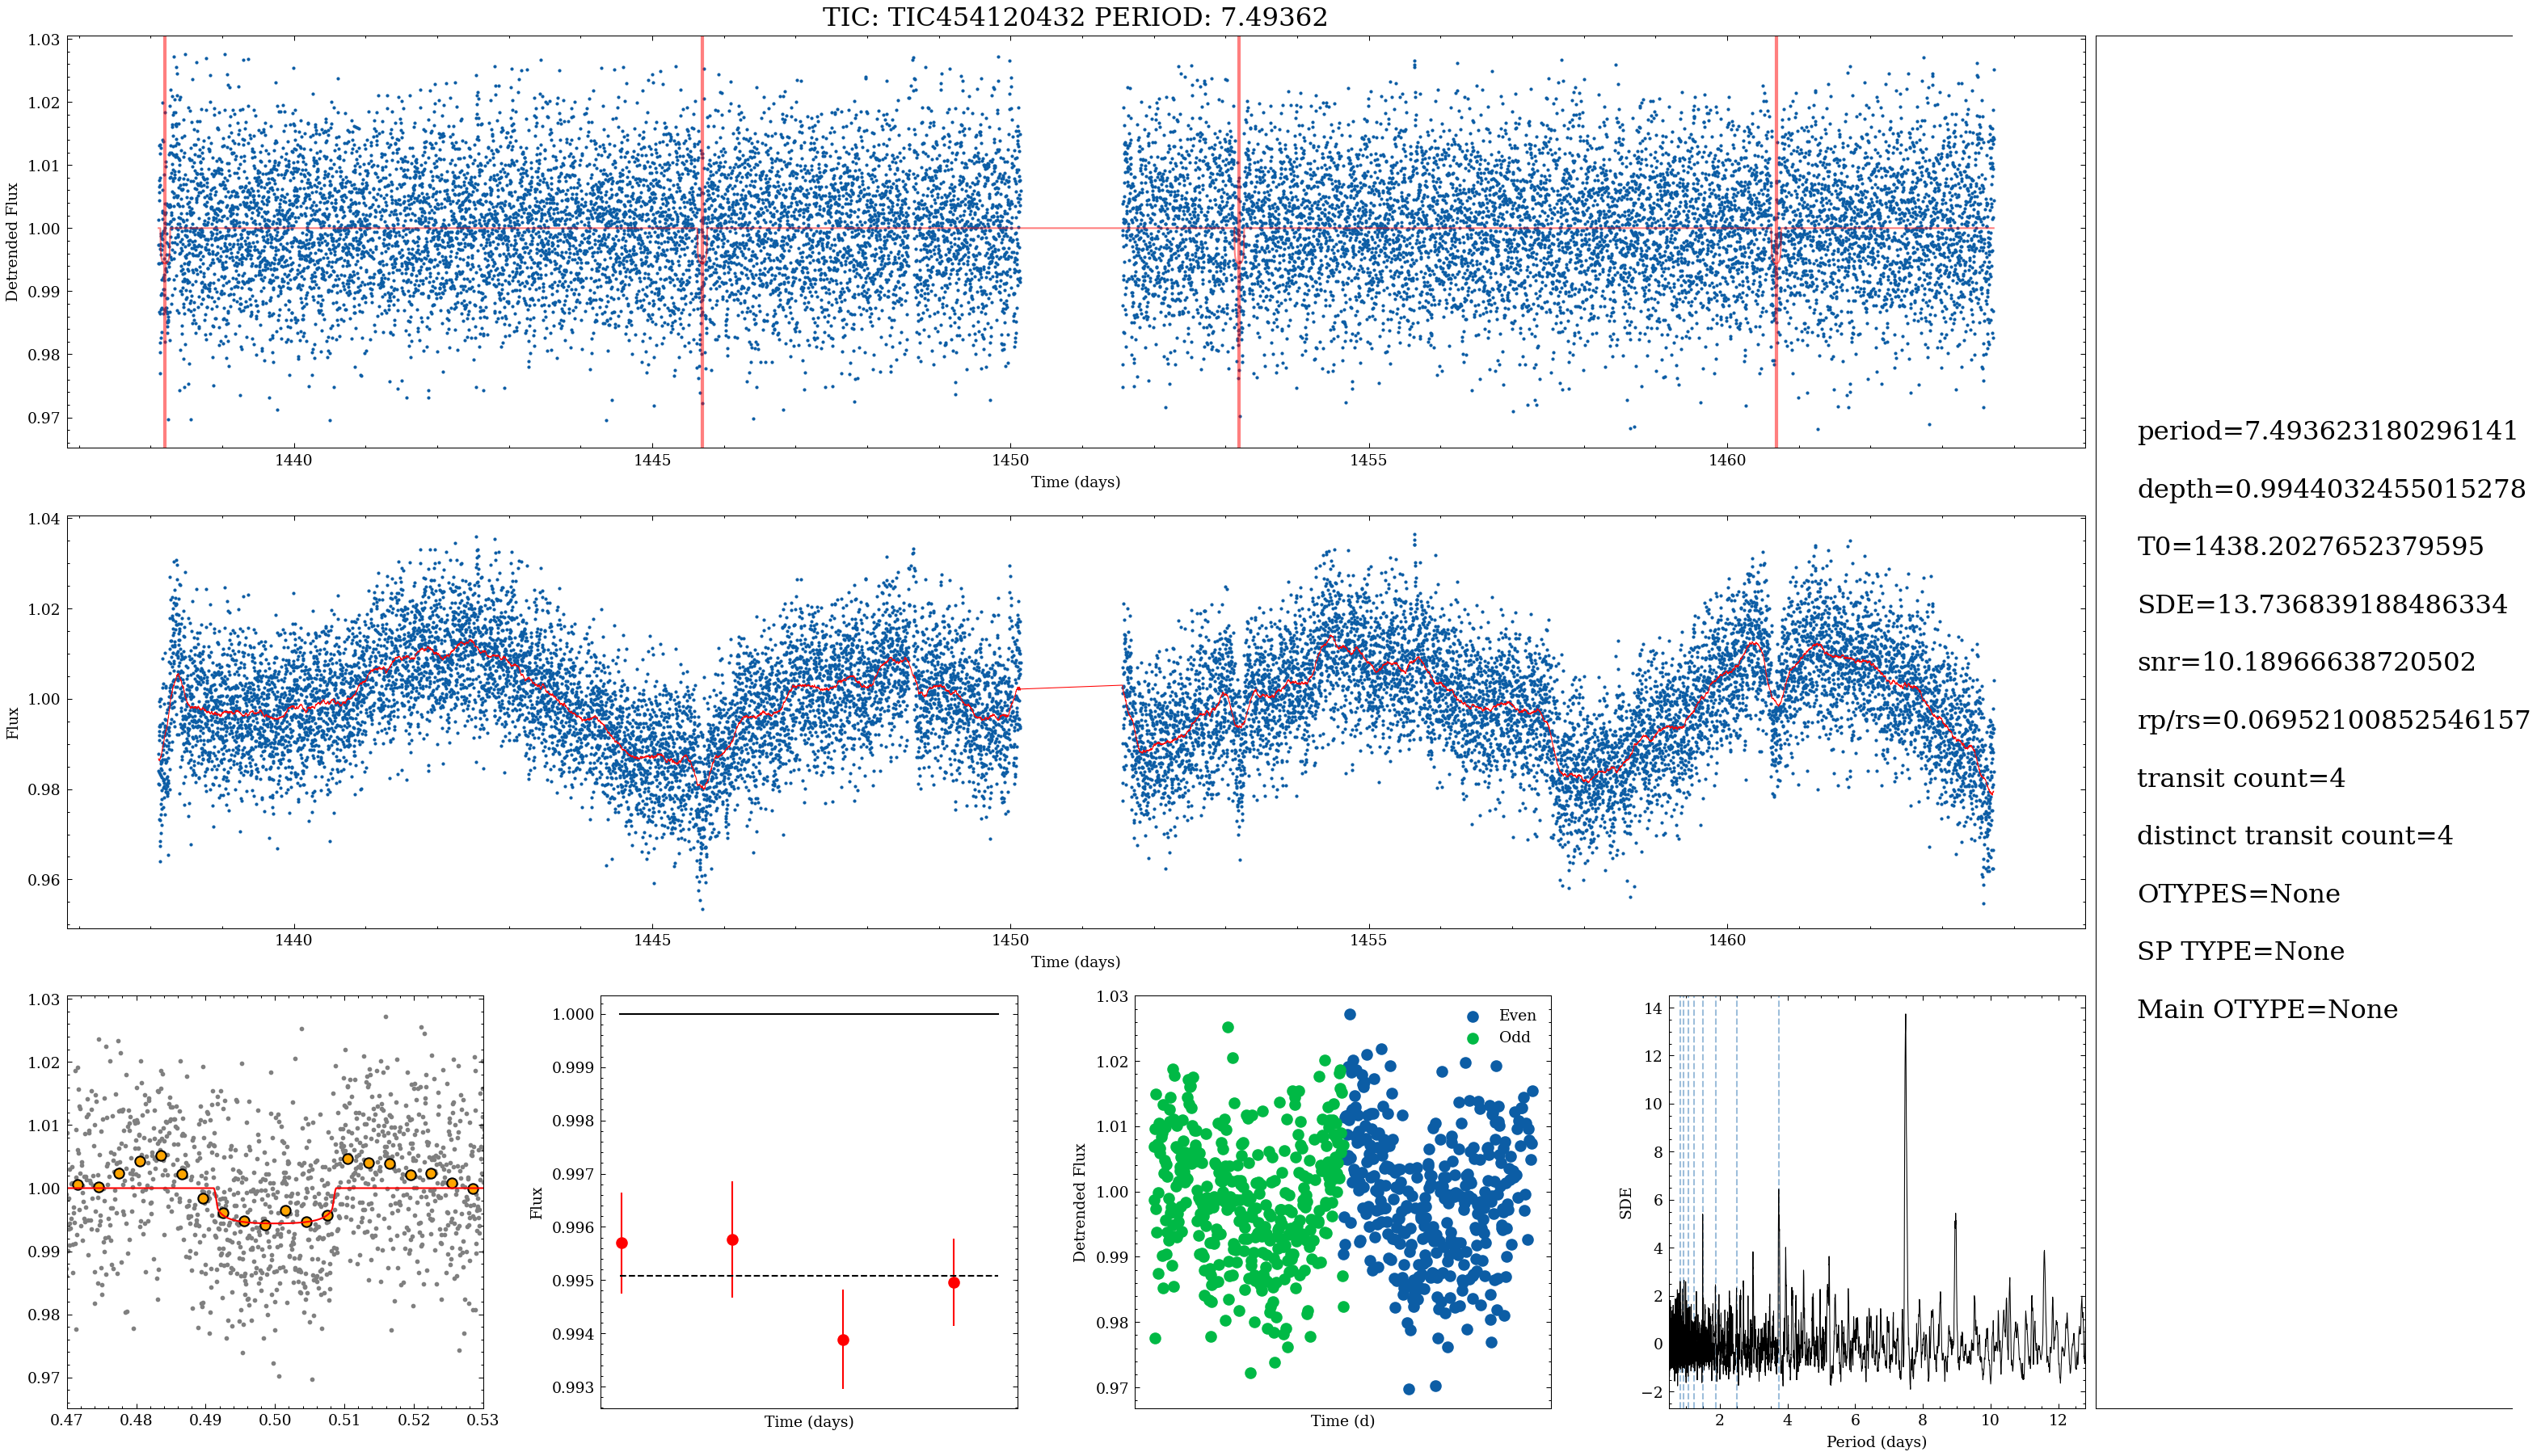 TIC: TIC454120432 PERIOD: 7.49362
1.03
1.02
1.01
1.00
0.99
0.98
0.97
Detrended Flux
1440
1445
1450
1455
1460
Time (days)
1.04
1.02
1.00
0.98
0.96
Flux
1440
1445
1450
1455
1460
Time (days)
1.03
1.02
1.01
1.00
0.99
0.98
0.97
0.47
0.48
0.49
0.50
0.51
0.52
0.53
1.000
0.999
0.998
0.997
0.996
0.995
0.994
0.993
Flux
Time (days)
1.03
1.02
1.01
1.00
0.99
0.98
0.97
Detrended Flux
Even
Odd
Time (d)
14
12
10
8
6
4
2
0
−2
SDE
2
4
6
8
10
12
Period (days)
period=7.493623180296141
depth=0.9944032455015278
T0=1438.2027652379595
SDE=13.736839188486334
snr=10.18966638720502
rp/rs=0.06952100852546157
transit count=4
distinct transit count=4
OTYPES=None
SP TYPE=None
Main OTYPE=None